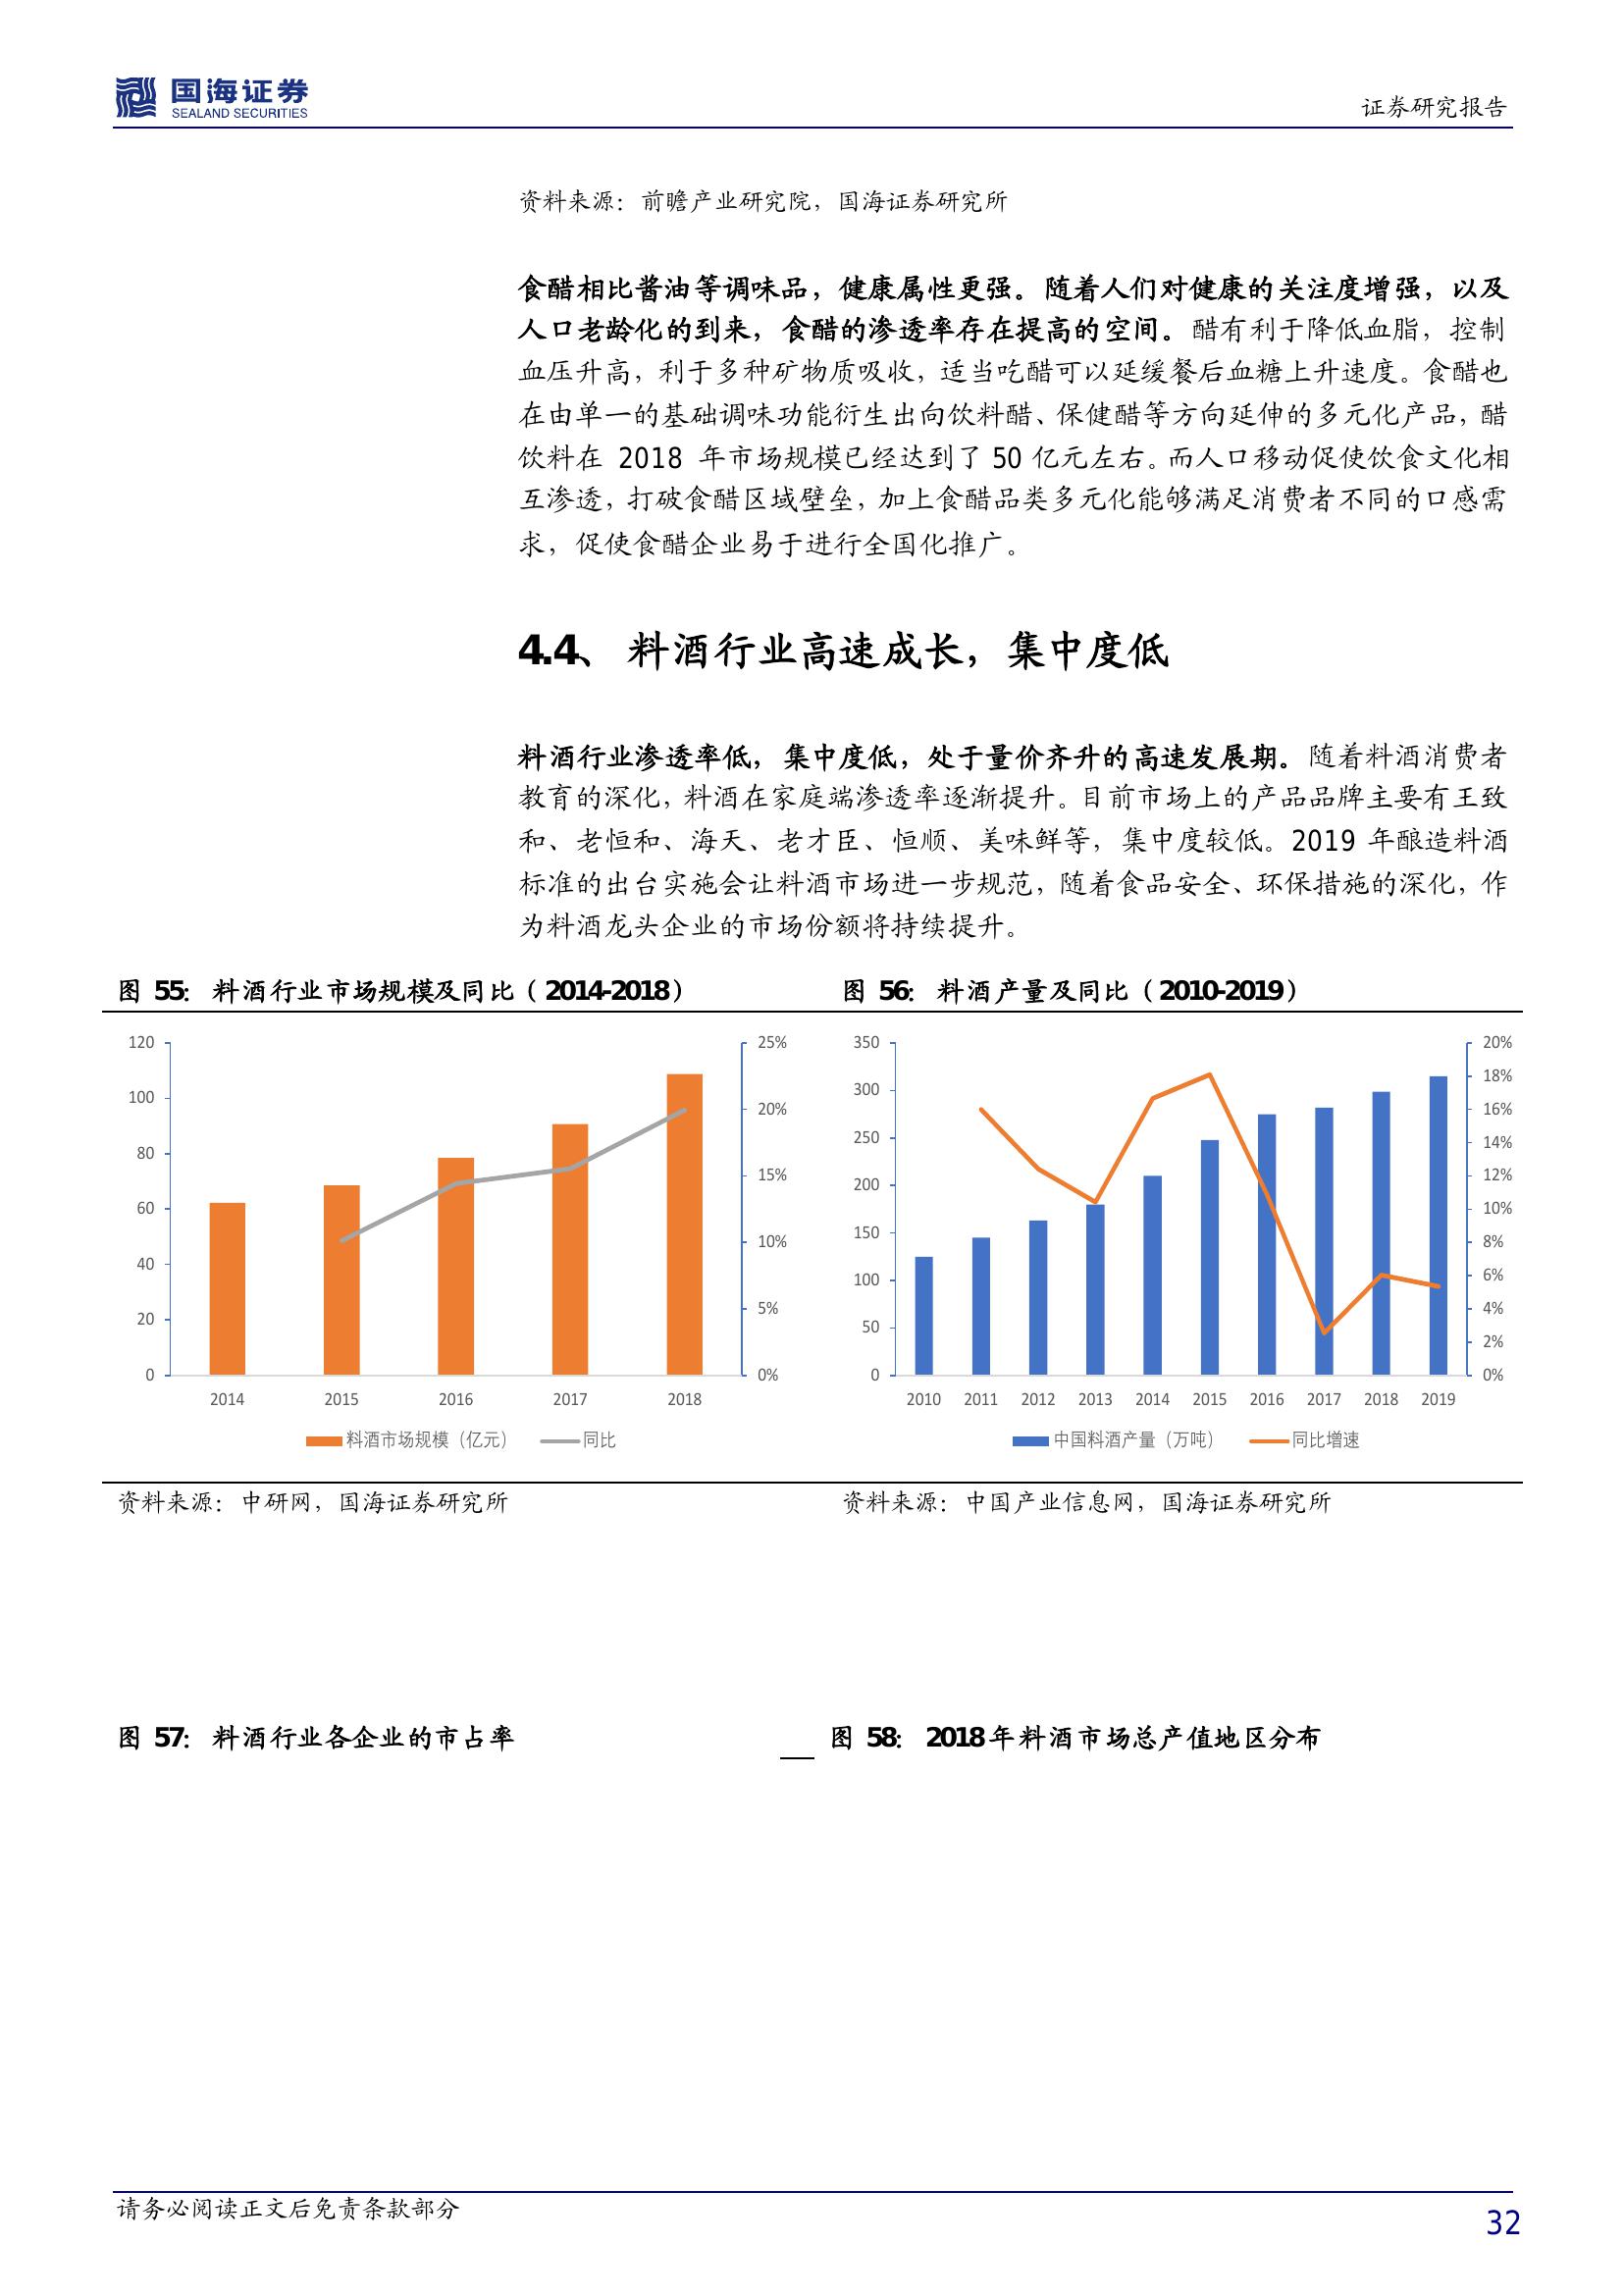 国海证券
SEALAND SECURITIES
证券研究报告
资料来源：前瞻产业研究院，国海证券研究所
食醋相比酱油等调味品，健康属性更强。随着人们对健康的关注度增强，以及
人口老龄化的到来，食醋的渗透率存在提高的空间。醋有利于降低血脂，控制
血压升高，利于多种矿物质吸收，适当吃醋可以延缓餐后血糖上升速度。食醋也
在由单一的基础调味功能衍生出向饮料醋、保健醋等方向延伸的多元化产品，醋
饮料在 2018 年市场规模已经达到了 50 亿元左右。而人口移动促使饮食文化相
互渗透，打破食醋区域壁垒，加上食醋品类多元化能够满足消费者不同的口感需
求，促使食醋企业易于进行全国化推广。
4.4、 料酒行业高速成长，集中度低
料酒行业渗透率低，集中度低，处于量价齐升的高速发展期。随着料酒消费者
教育的深化，料酒在家庭端渗透率逐渐提升。目前市场上的产品品牌主要有王致
和、老恒和、海天、老才臣、恒顺、美味鲜等，集中度较低。2019 年酿造料酒
标准的出台实施会让料酒市场进一步规范，随着食品安全、环保措施的深化，作
为料酒龙头企业的市场份额将持续提升。
图 55：料酒行业市场规模及同比（2014-2018）
120
100
80
60
40
20
0
25%
20%
15%
10%
5%
0%
2014 2015 2016 2017 2018
料酒市场规模（亿元） 同比
资料来源：中研网，国海证券研究所
图 56：料酒产量及同比（2010-2019）
350
300
250
200
150
100
50
0
20%
18%
16%
14%
12%
10%
8%
6%
4%
2%
0%
2010 2011 2012 2013 2014 2015 2016 2017 2018 2019
中国料酒产量（万吨） 同比增速
资料来源：中国产业信息网，国海证券研究所
图 57：料酒行业各企业的市占率
图 58：2018年料酒市场总产值地区分布
请务必阅读正文后免责条款部分
32